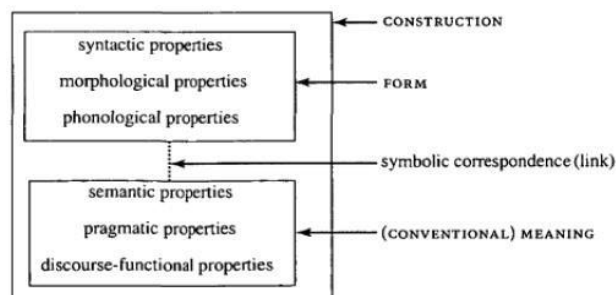 CONSTRUCTION
syntactic properties
morphological properties
FORM
phonological properties
symbolic correspondence (link)
semantic properties
pragmatic properties
(CONVENTIONAL) MEANING
discourse-functional properties